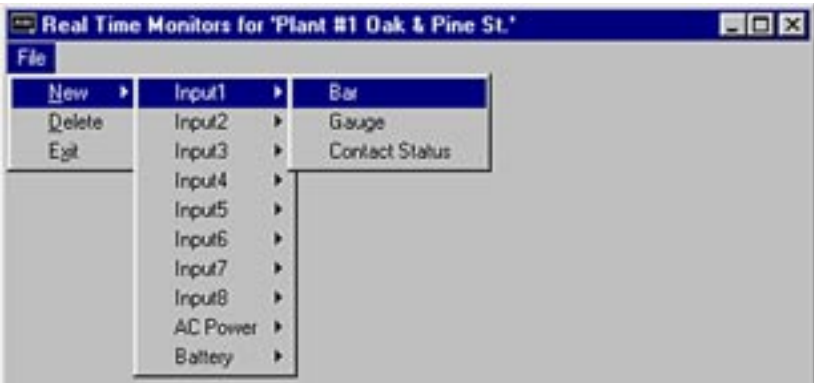 Real Time Monitors for 'Plant #1 Oak & Pine St.'
File
New
Delete
Exit
Input1
Input2
Input3
Input4
Input5
Input6
Input7
Input8
AC Power
Battery
Bar
Gauge
Contact Status